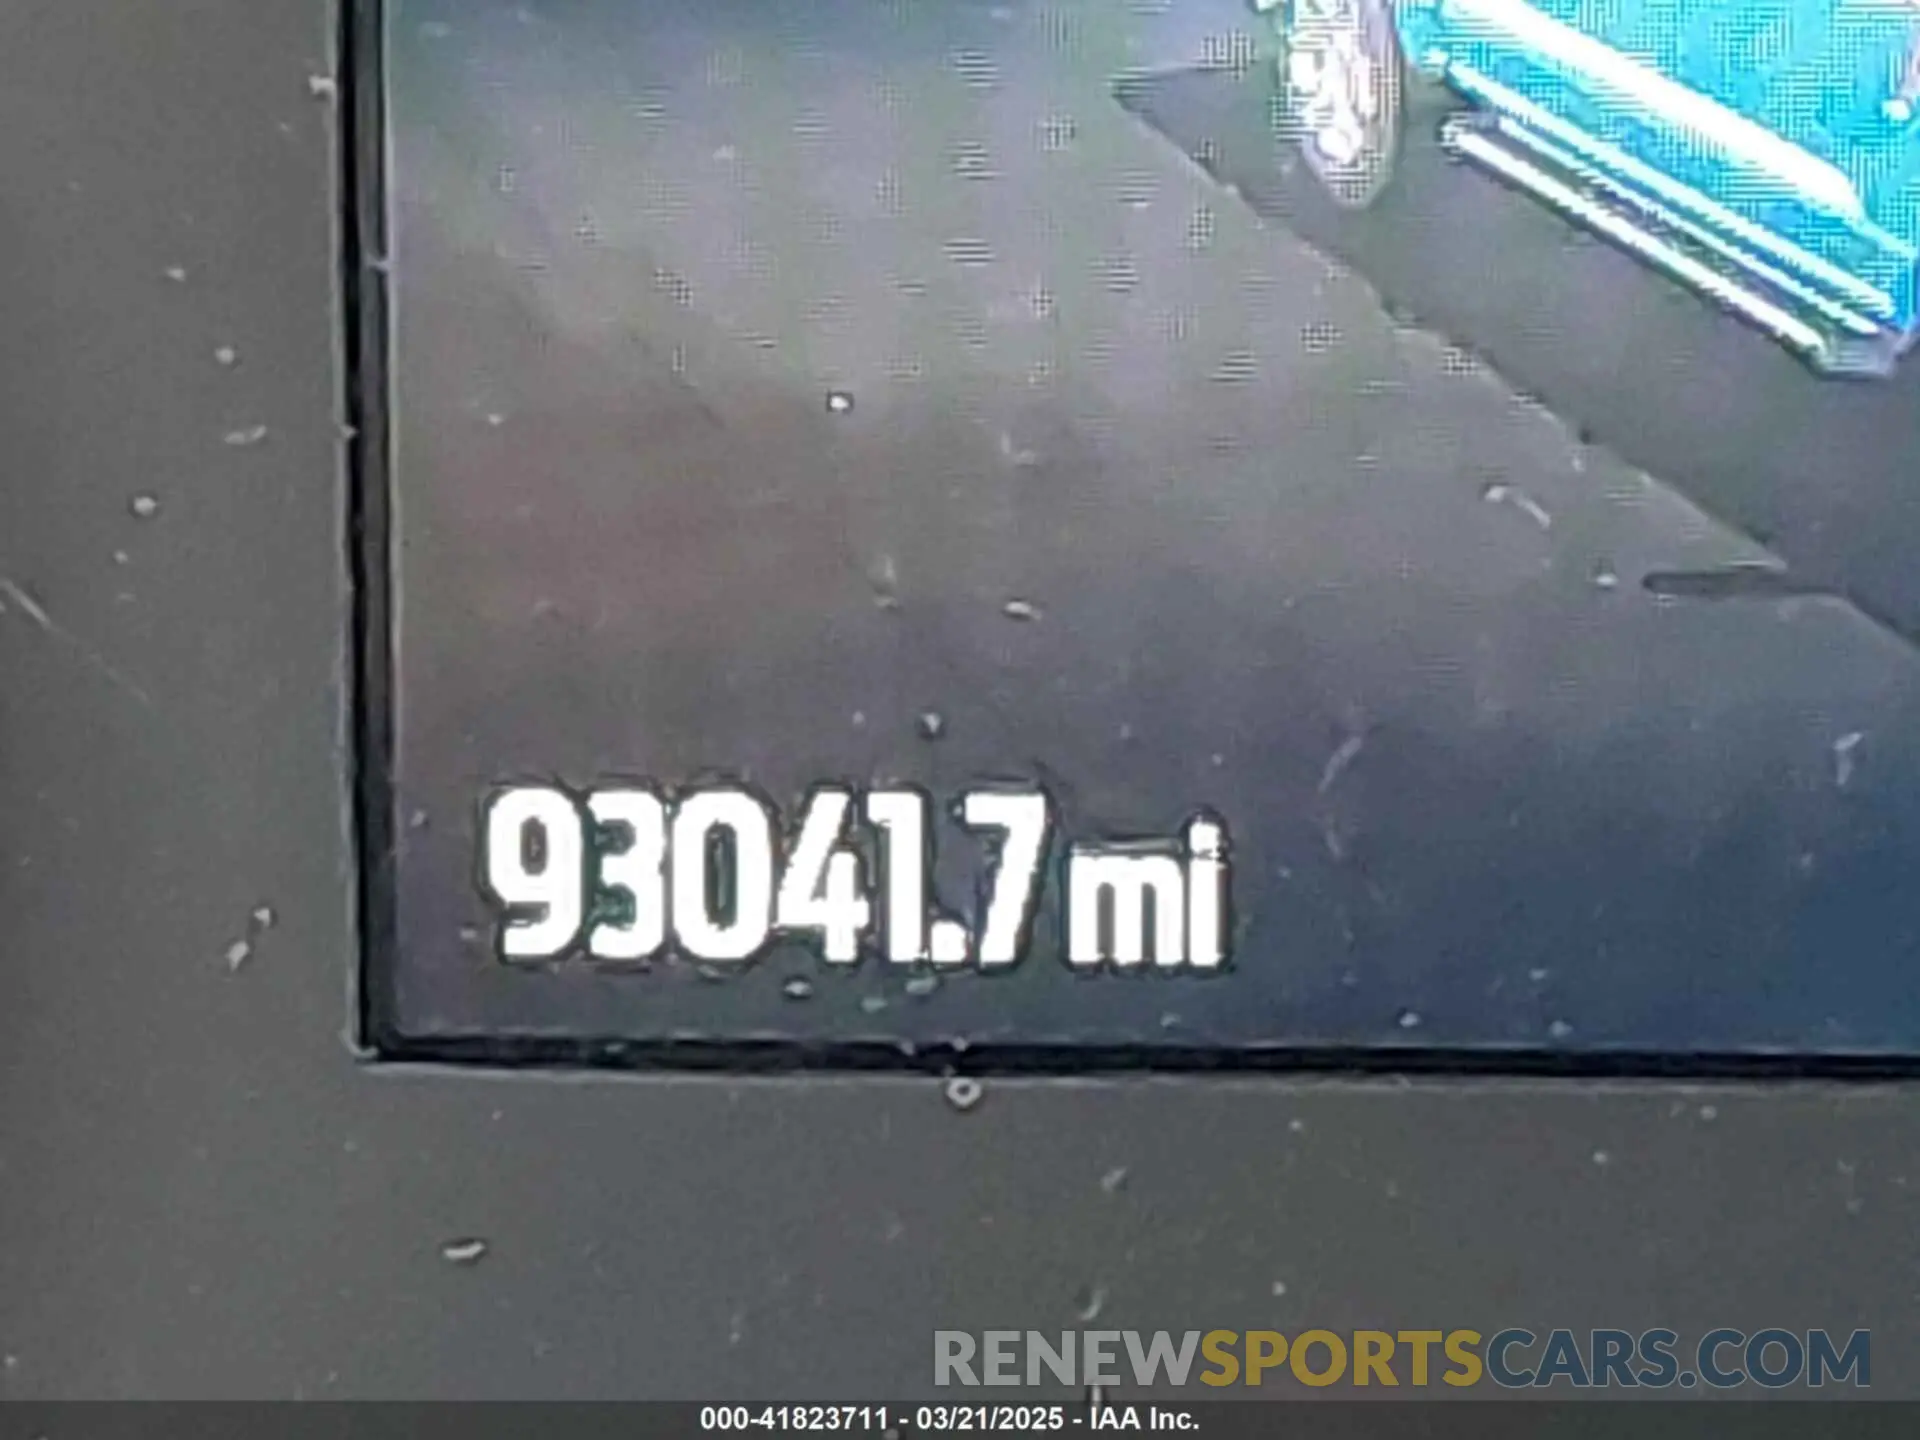 93041.7 mi
RENEWSPORTSCARS.COM
000-41823711 - 03/21/2025 - IAA Inc.